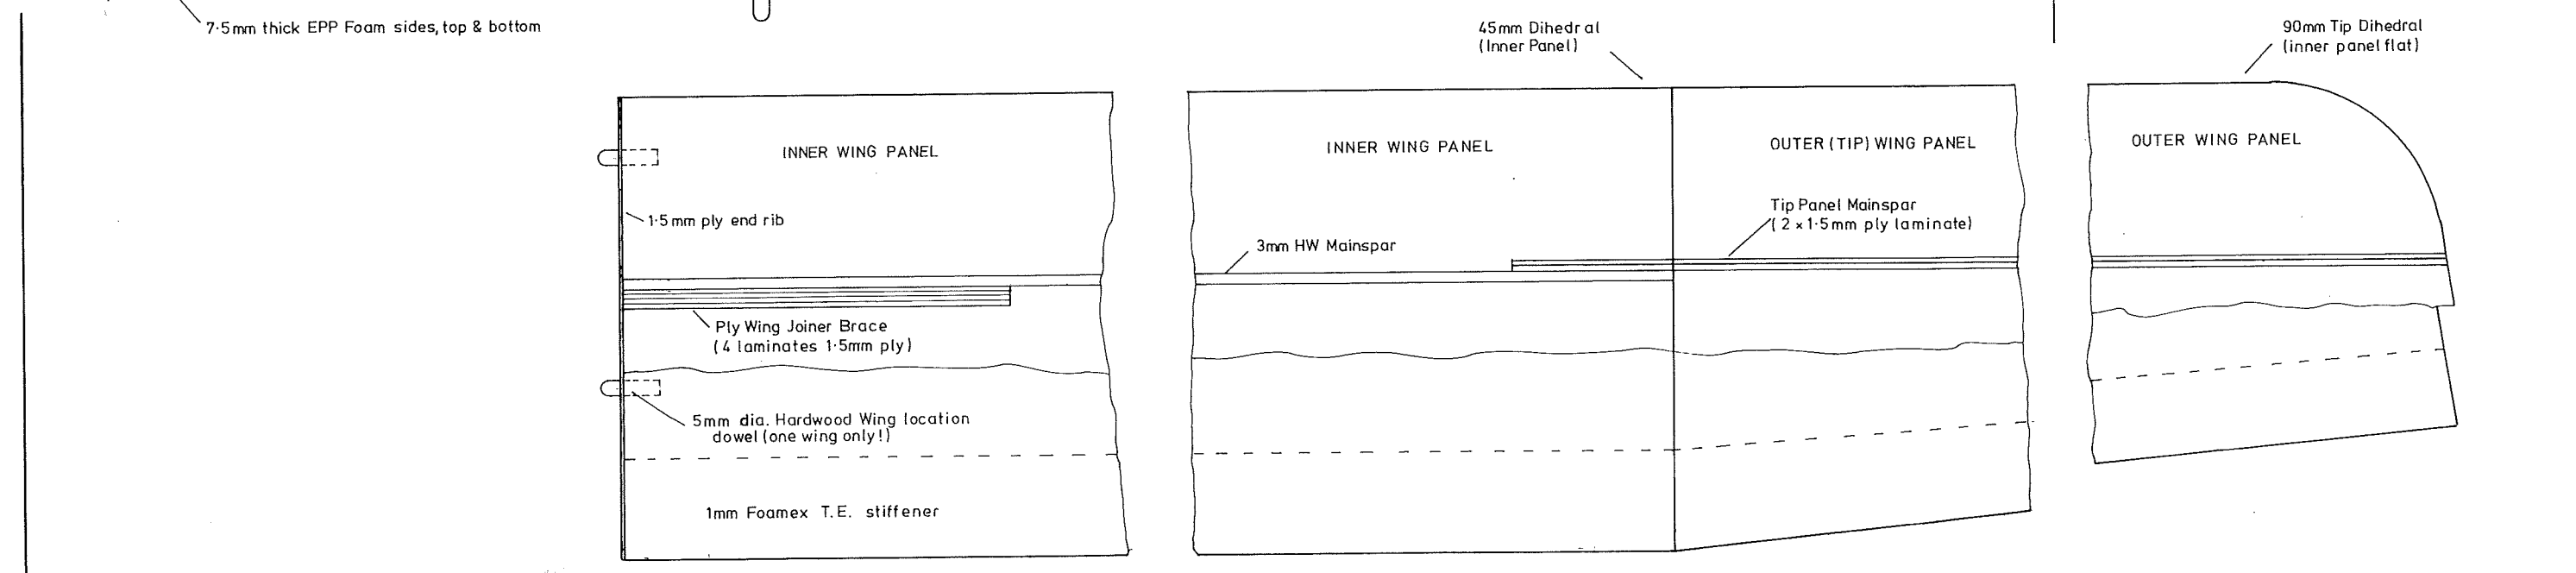 7·5mm thick EPP Foam sides, top & bottom
45mm Dihedral
(Inner Panel)
90mm Tip Dihedral
(inner panel flat)
INNER WING PANEL
INNER WING PANEL
OUTER (TIP) WING PANEL
OUTER WING PANEL
1·5mm ply end rib
Tip Panel Mainspar
(2 x 1·5mm ply laminate)
3mm HW Mainspar
Ply Wing Joiner Brace
(4 laminates 1·5mm ply)
5mm dia. Hardwood Wing location
dowel (one wing only!)
1mm Foamex T.E. stiffener